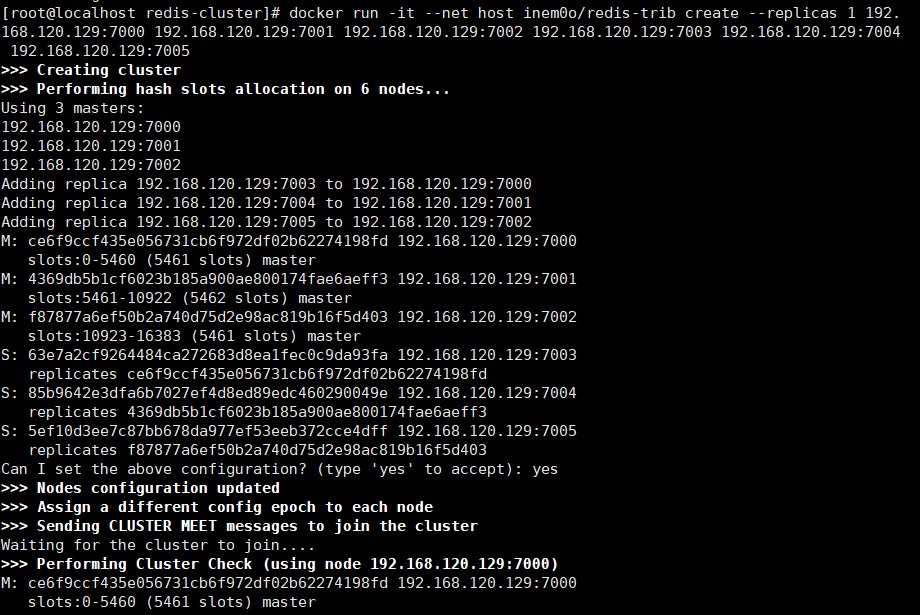 [root@localhost redis-cluster]# docker run -it --net host inem0o/redis-trib create --replicas 1 192.
168.120.129:7000 192.168.120.129:7001 192.168.120.129:7002 192.168.120.129:7003 192.168.120.129:7004
 192.168.120.129:7005
>>> Creating cluster
>>> Performing hash slots allocation on 6 nodes...
Using 3 masters:
192.168.120.129:7000
192.168.120.129:7001
192.168.120.129:7002
Adding replica 192.168.120.129:7003 to 192.168.120.129:7000
Adding replica 192.168.120.129:7004 to 192.168.120.129:7001
Adding replica 192.168.120.129:7005 to 192.168.120.129:7002
M: ce6f9ccf435e056731cb6f972df02b62274198fd 192.168.120.129:7000
   slots:0-5460 (5461 slots) master
M: 4369db5b1cf6023b185a900ae800174fae6aeff3 192.168.120.129:7001
   slots:5461-10922 (5462 slots) master
M: f87877a6ef50b2a740d75d2e98ac819b16f5d403 192.168.120.129:7002
   slots:10923-16383 (5461 slots) master
S: 63e7a2cf9264484ca272683d8ea1fec0c9da93fa 192.168.120.129:7003
   replicates ce6f9ccf435e056731cb6f972df02b62274198fd
S: 85b9642e3dfa6b7027ef4d8ed89edc460290049e 192.168.120.129:7004
   replicates 4369db5b1cf6023b185a900ae800174fae6aeff3
S: 5ef10d3ee7c87bb678da977ef53eeb372cce4dff 192.168.120.129:7005
   replicates f87877a6ef50b2a740d75d2e98ac819b16f5d403
Can I set the above configuration? (type 'yes' to accept): yes
>>> Nodes configuration updated
>>> Assign a different config epoch to each node
>>> Sending CLUSTER MEET messages to join the cluster
Waiting for the cluster to join....
>>> Performing Cluster Check (using node 192.168.120.129:7000)
M: ce6f9ccf435e056731cb6f972df02b62274198fd 192.168.120.129:7000
   slots:0-5460 (5461 slots) master